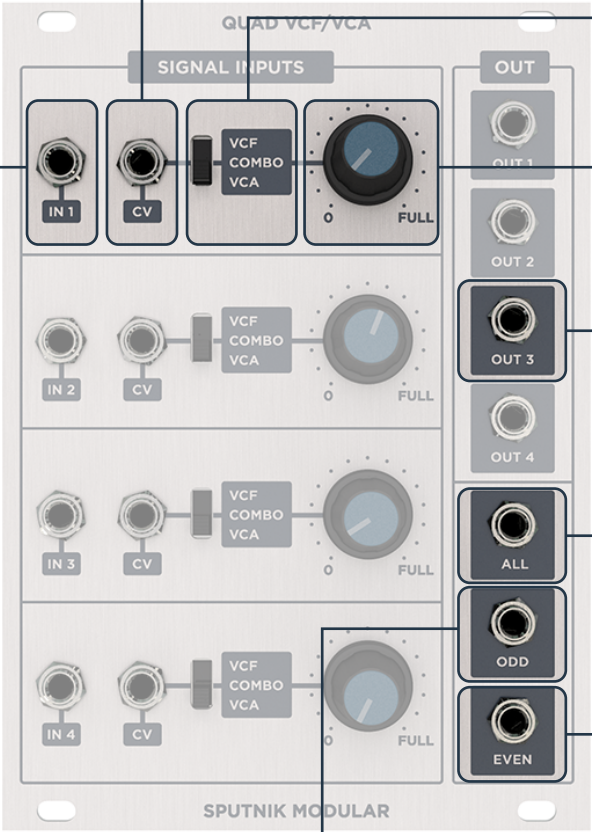 QUAD VCF/VCA
SIGNAL INPUTS
OUT
VCF
COMBO
VCA
IN 1
CV
0
FULL
OUT 1
VCF
COMBO
VCA
IN 2
CV
0
FULL
OUT 2
OUT 3
VCF
COMBO
VCA
IN 3
CV
0
FULL
OUT 4
ALL
VCF
COMBO
VCA
IN 4
CV
0
FULL
ODD
EVEN
SPUTNIK MODULAR